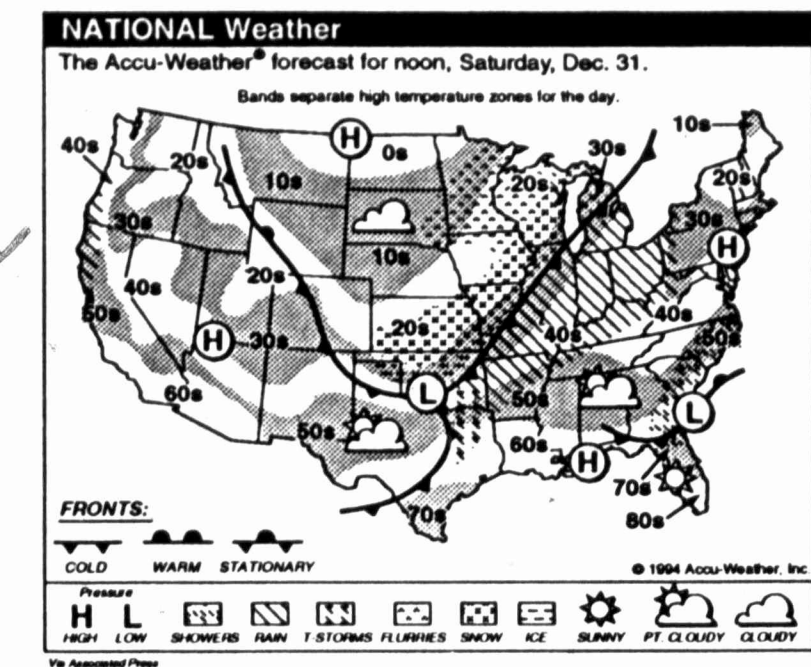 NATIONAL Weather
The Accu-Weather® forecast for noon, Saturday, Dec. 31.
Bands separate high temperature zones for the day.
H
0s
10s
40s
20s
30s
10s
20s
20s
30s
30s
10s
H
20s
40s
50s
20s
40s
40s
50s
H
30s
60s
L
50s
L
50s
60s
H
70s
80s
70s
FRONTS:
COLD WARM STATIONARY
© 1994 Accu-Weather, Inc.
Pressure
H L
HIGH LOW SHOWERS RAIN T-STORMS FLURRIES SNOW ICE SUNNY PT. CLOUDY CLOUDY
Via Associated Press